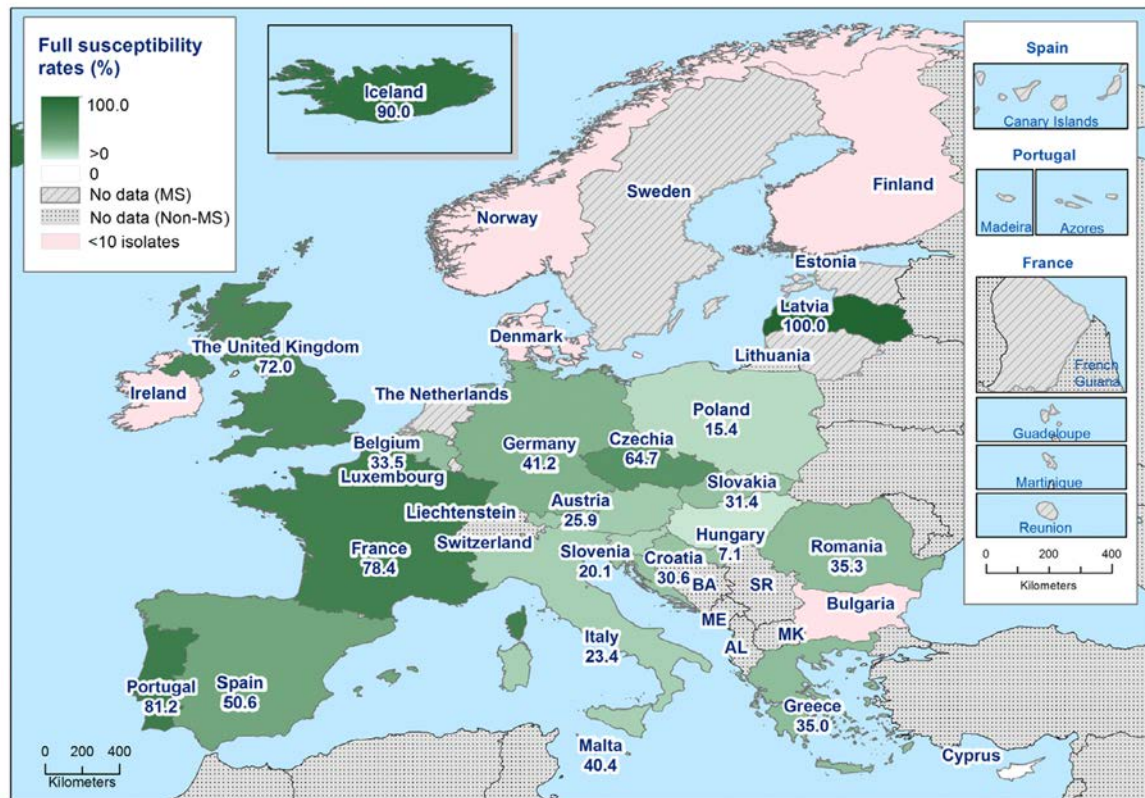 Full susceptibility
rates (%)
100.0
>0
0
No data (MS)
No data (Non-MS)
<10 isolates
Iceland
90.0
Norway
Sweden
Finland
Estonia
Latvia
100.0
Lithuania
Denmark
The United Kingdom
72.0
Ireland
The Netherlands
Belgium
33.5
Luxembourg
Germany
41.2
Poland
15.4
Czechia
64.7
Slovakia
31.4
Austria
25.9
Liechtenstein
Switzerland
France
78.4
Hungary
7.1
Slovenia
20.1
Croatia
30.6
Romania
35.3
BA
SR
ME
MK
AL
Bulgaria
Italy
23.4
Portugal
81.2
Spain
50.6
Greece
35.0
Malta
40.4
Cyprus
0 200 400
Kilometers
Spain
Canary Islands
Portugal
Madeira
Azores
France
French
Guiana
Guadeloupe
Martinique
Reunion
0 200 400
Kilometers